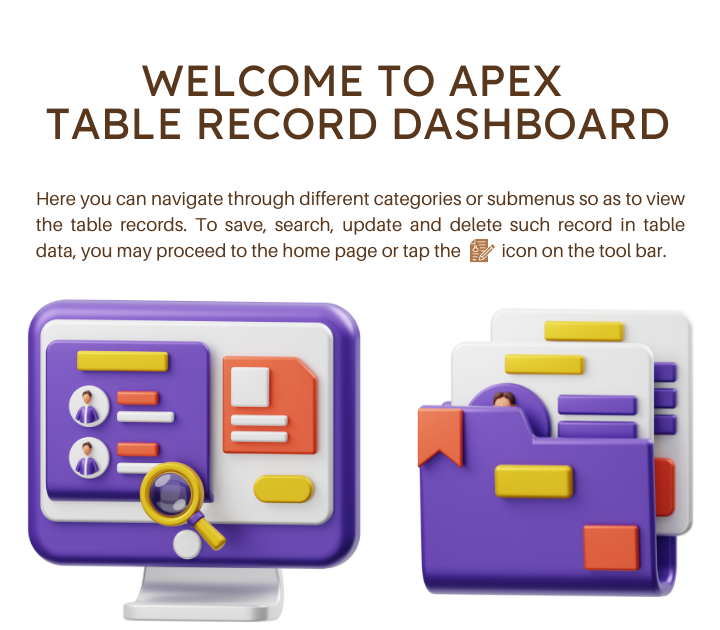 WELCOME TO APEX
TABLE RECORD DASHBOARD
Here you can navigate through different categories or submenus so as to view
the table records. To save, search, update and delete such record in table
data, you may proceed to the home page or tap the icon on the tool bar.